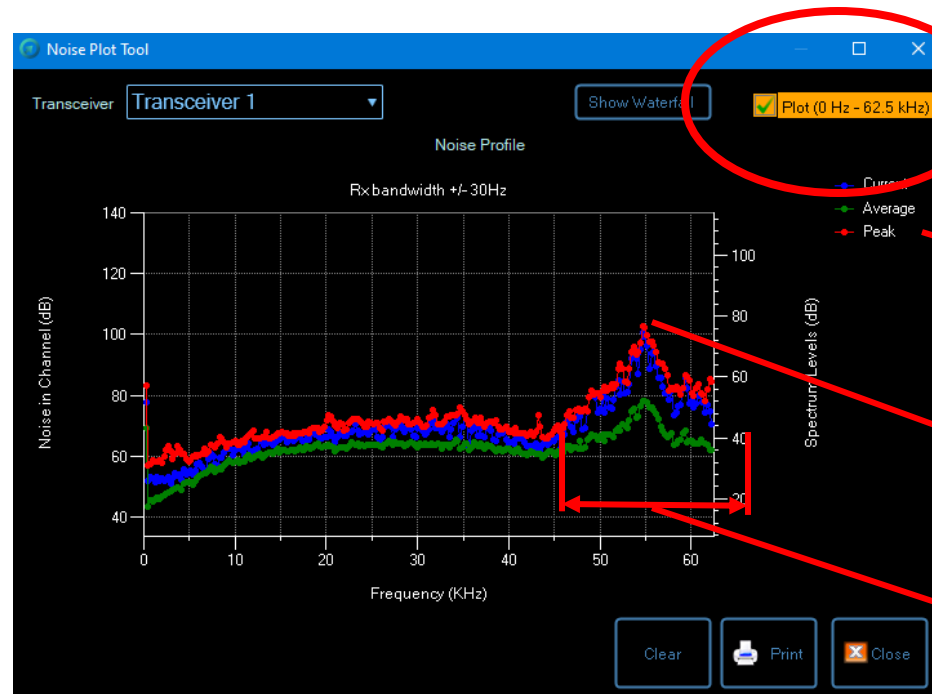 Noise Plot Tool
Transceiver
Transceiver 1
Show Waterfall
Plot (0 Hz - 62.5 kHz)
Noise Profile
Rx bandwidth +/- 30Hz
Current
Average
Peak
140
120
100
80
60
40
Noise in Channel (dB)
100
80
60
40
20
Spectrum Levels (dB)
0
10
20
30
40
50
60
Frequency (KHz)
Clear
Print
Close